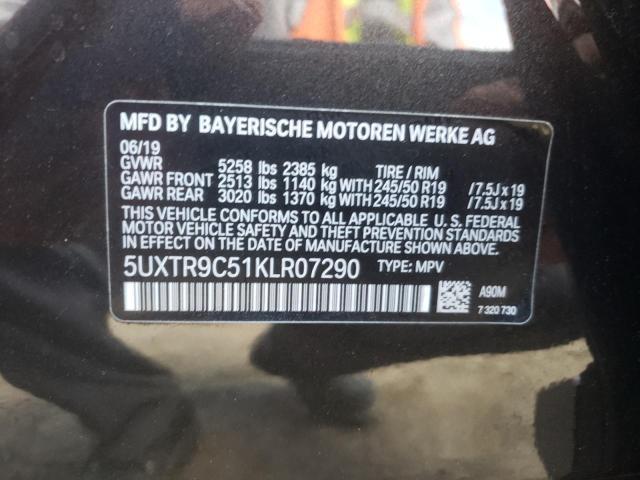 MFD BY BAYERISCHE MOTOREN WERKE AG
06/19
GVWR 5258 lbs 2385 kg TIRE / RIM
GAWR FRONT 2513 lbs 1140 kg WITH 245/50 R19 / 7.5J x 19
GAWR REAR 3020 lbs 1370 kg WITH 245/50 R19 / 7.5J x 19
THIS VEHICLE CONFORMS TO ALL APPLICABLE U. S. FEDERAL
MOTOR VEHICLE SAFETY AND THEFT PREVENTION STANDARDS
IN EFFECT ON THE DATE OF MANUFACTURE SHOWN ABOVE.
5UXTR9C51KLR07290 TYPE: MPV
A90M
7 320 730